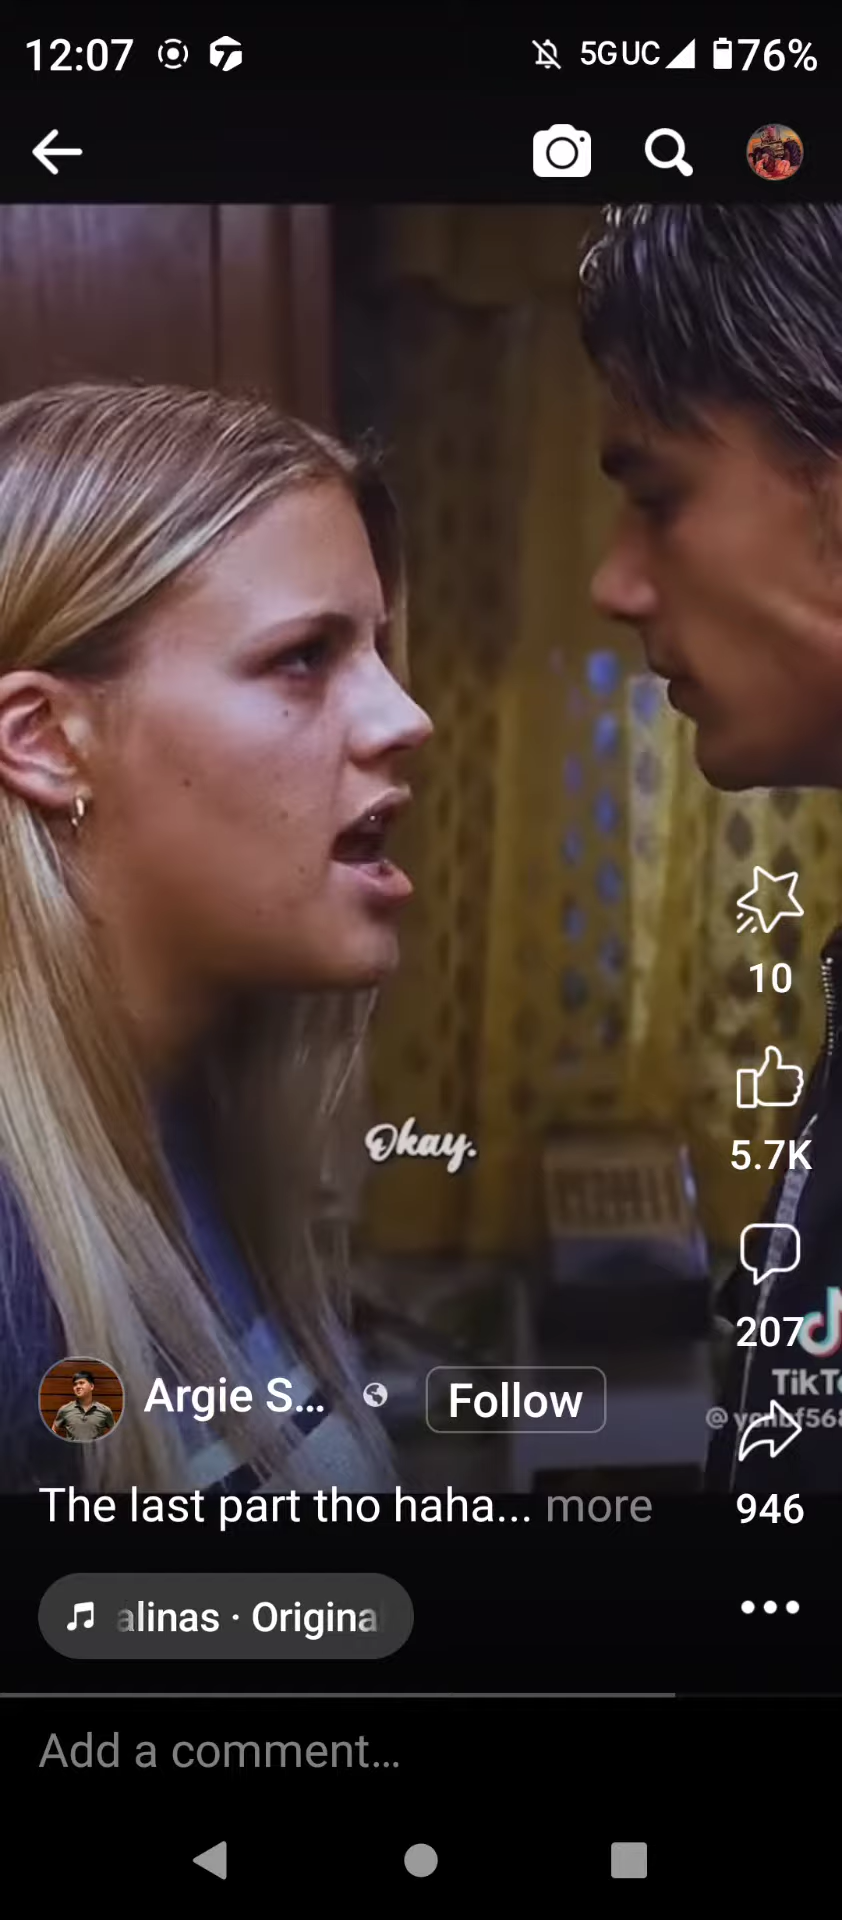 12:07
5G UC
76%
Okay.
10
5.7K
207
TikT
Argie S...
Follow
The last part tho haha... more
946
alinas · Origina
Add a comment...